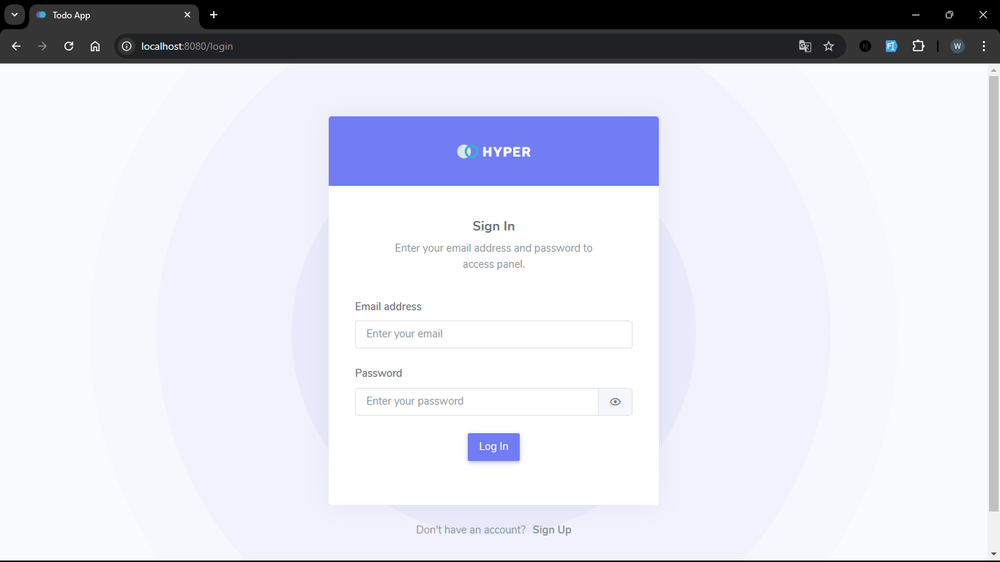 Todo App
localhost:8080/login
N
F
W
HYPER
Sign In
Enter your email address and password to
access panel.
Email address
Enter your email
Password
Enter your password
Log In
Don't have an account? Sign Up